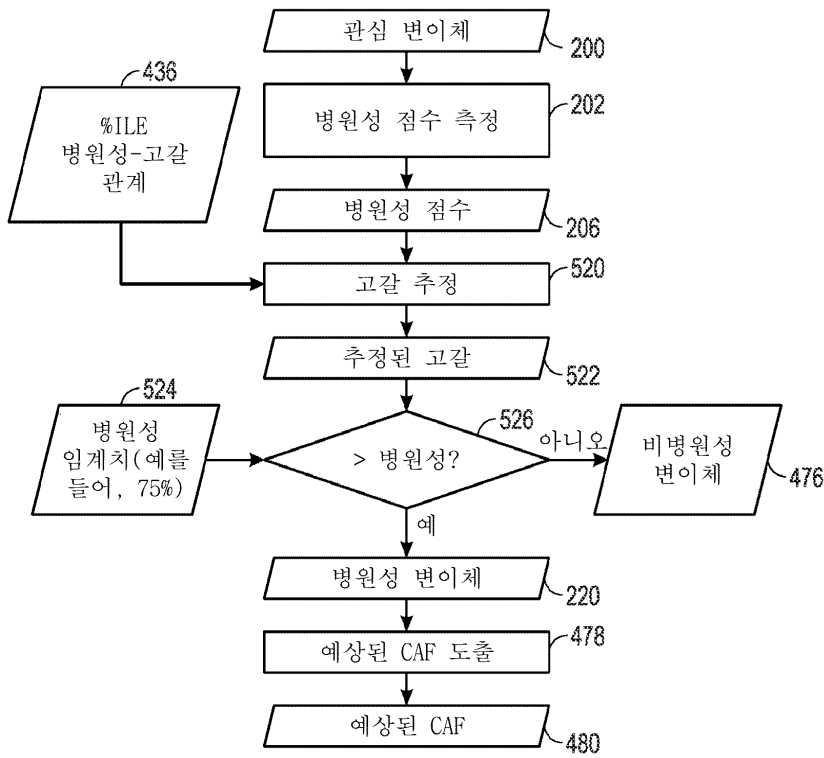 관심 변이체
200
436
%ILE
병원성-고갈
관계
병원성 점수 측정
202
병원성 점수
206
고갈 추정
520
추정된 고갈
522
524
병원성
임계치(예를
들어, 75%)
> 병원성?
526
아니오
비병원성
변이체
476
예
병원성 변이체
220
예상된 CAF 도출
478
예상된 CAF
480